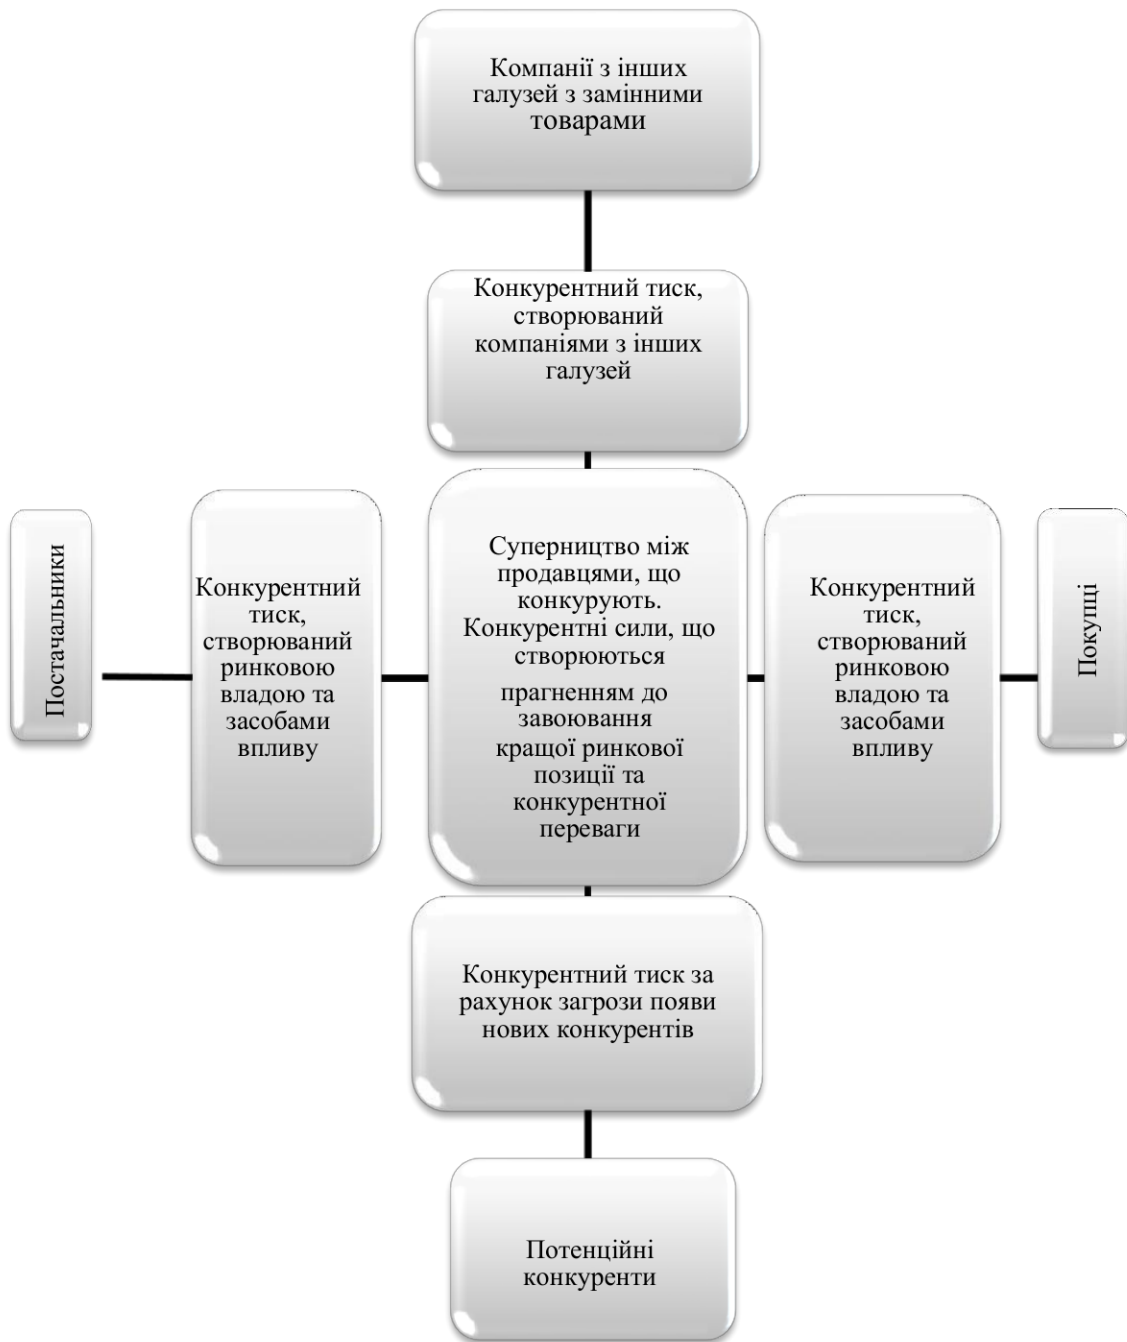 Компанії з інших
галузей з замінними
товарами
Конкурентний тиск,
створюваний
компаніями з інших
галузей
Постачальники
Конкурентний
тиск,
створюваний
ринковою
владою та
засобами
впливу
Суперництво між
продавцями, що
конкурують.
Конкурентні сили, що
створюються
прагненням до
завоювання
кращої ринкової
позиції та
конкурентної
переваги
Конкурентний
тиск,
створюваний
ринковою
владою та
засобами
впливу
Покупці
Конкурентний тиск за
рахунок загрози появи
нових конкурентів
Потенційні
конкуренти